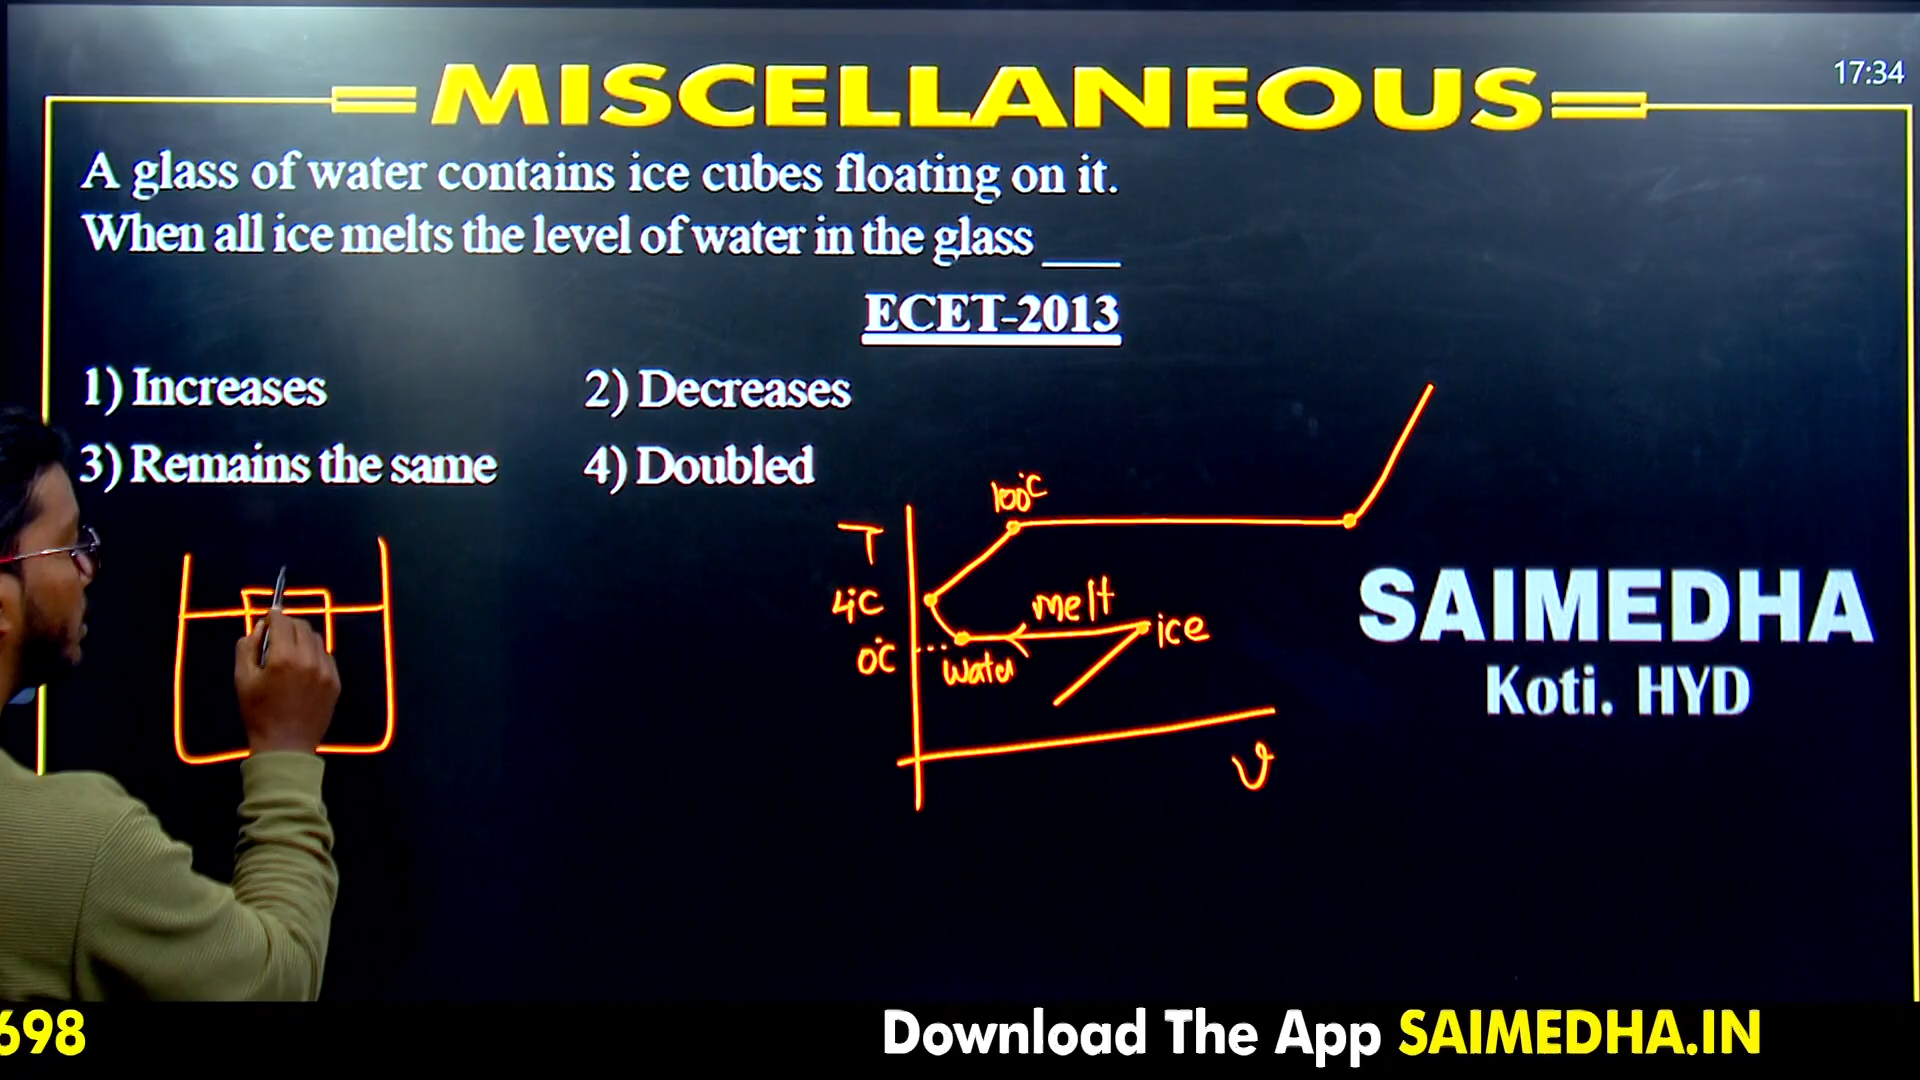 MISCELLANEOUS
17:34
A glass of water contains ice cubes floating on it.
When all ice melts the level of water in the glass ___
ECET-2013
1) Increases
2) Decreases
3) Remains the same
4) Doubled
100°C
T
4°C
melt
ice
0°C
water
V
SAIMEDHA
Koti. HYD
698
Download The App SAIMEDHA.IN